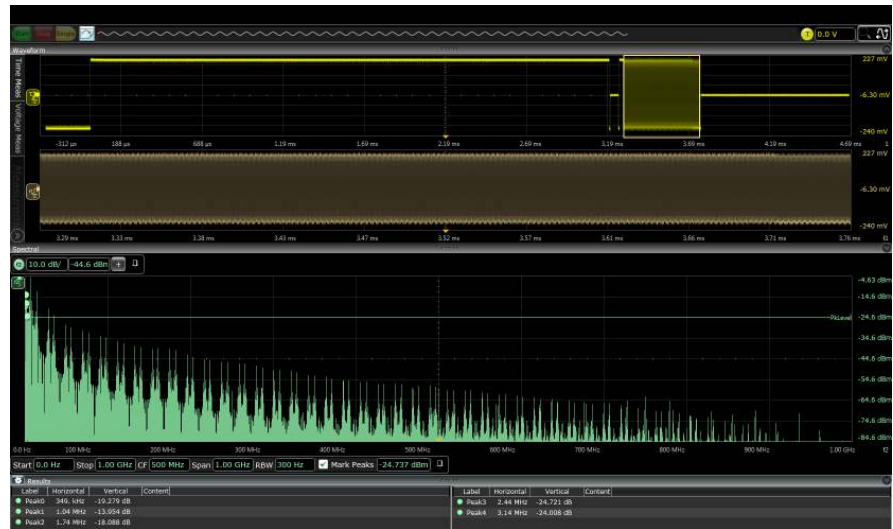 Single
T 0.0 V
Waveform
Time Meas
Voltage Meas
227 mV
-6.30 mV
-240 mV
-312 µs 188 µs 688 µs 1.19 ms 1.69 ms 2.19 ms 2.69 ms 3.19 ms 3.69 ms 4.19 ms 4.69 ms
227 mV
-6.30 mV
-240 mV
3.29 ms 3.33 ms 3.38 ms 3.43 ms 3.47 ms 3.52 ms 3.57 ms 3.61 ms 3.66 ms 3.71 ms 3.76 ms f1
Spectral
10.0 dB/ -44.6 dBm +
-4.63 dBm
-14.6 dBm
PkLevel -24.6 dBm
-34.6 dBm
-44.6 dBm
-54.6 dBm
-64.6 dBm
-74.6 dBm
-84.6 dBm
0.0 Hz 100 MHz 200 MHz 300 MHz 400 MHz 500 MHz 600 MHz 700 MHz 800 MHz 900 MHz 1.00 GHz f2
Start 0.0 Hz Stop 1.00 GHz CF 500 MHz Span 1.00 GHz RBW 300 Hz Mark Peaks -24.737 dBm
Results
Label Horizontal Vertical Content
Peak0 349. kHz -19.279 dB
Peak1 1.04 MHz -13.954 dB
Peak2 1.74 MHz -18.088 dB
Label Horizontal Vertical Content
Peak3 2.44 MHz -24.721 dB
Peak4 3.14 MHz -24.008 dB